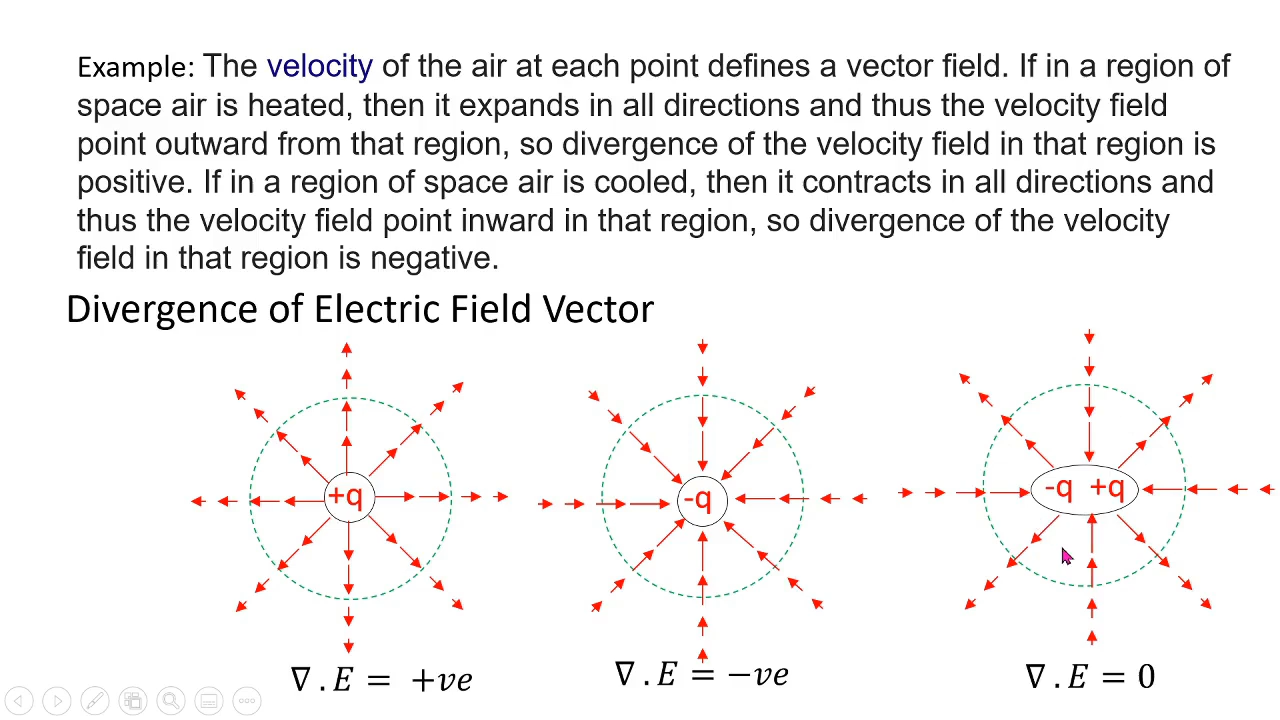 Example: The velocity of the air at each point defines a vector field. If in a region of
space air is heated, then it expands in all directions and thus the velocity field
point outward from that region, so divergence of the velocity field in that region is
positive. If in a region of space air is cooled, then it contracts in all directions and
thus the velocity field point inward in that region, so divergence of the velocity
field in that region is negative.
Divergence of Electric Field Vector
+q
-q
-q +q
∇ . E = +ve
∇ . E = −ve
∇ . E = 0